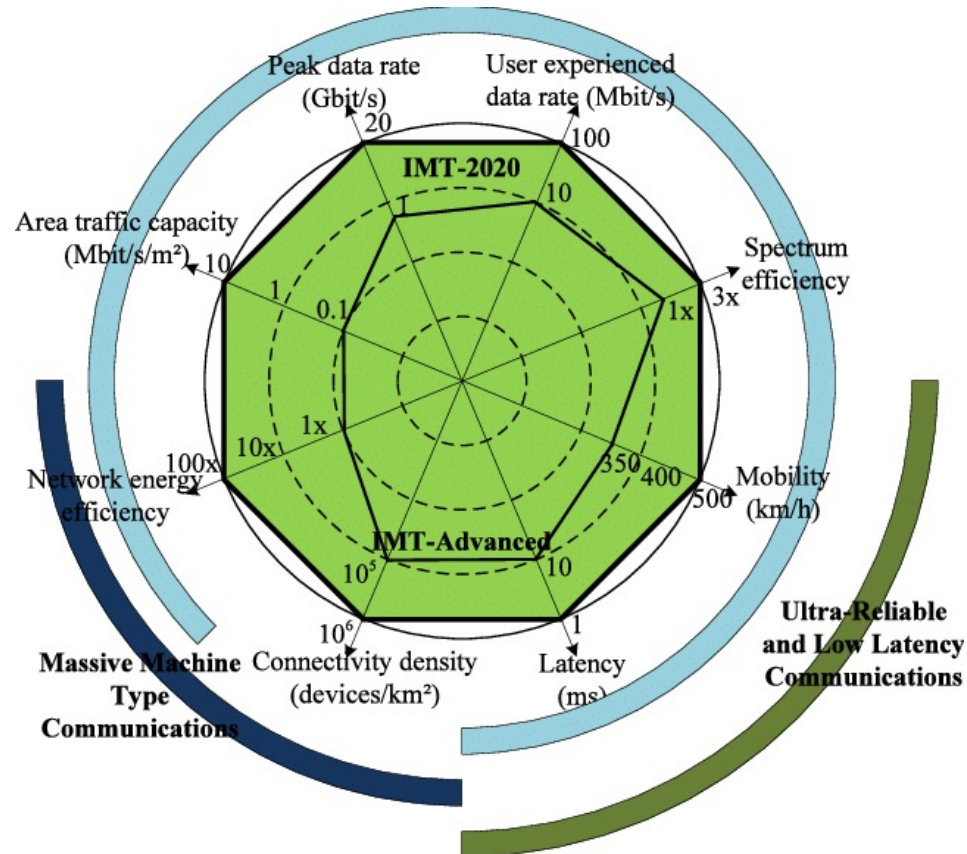 Peak data rate
(Gbit/s)
User experienced
data rate (Mbit/s)
20
100
IMT-2020
1
10
Area traffic capacity
(Mbit/s/m²)
10
1
0.1
Spectrum
efficiency
1x
3x
1x
10x
100x
Network energy
efficiency
350
400
500
Mobility
(km/h)
IMT-Advanced
10⁵
10
10⁶
1
Connectivity density
(devices/km²)
Latency
(ms)
Massive Machine
Type
Communications
Ultra-Reliable
and Low Latency
Communications